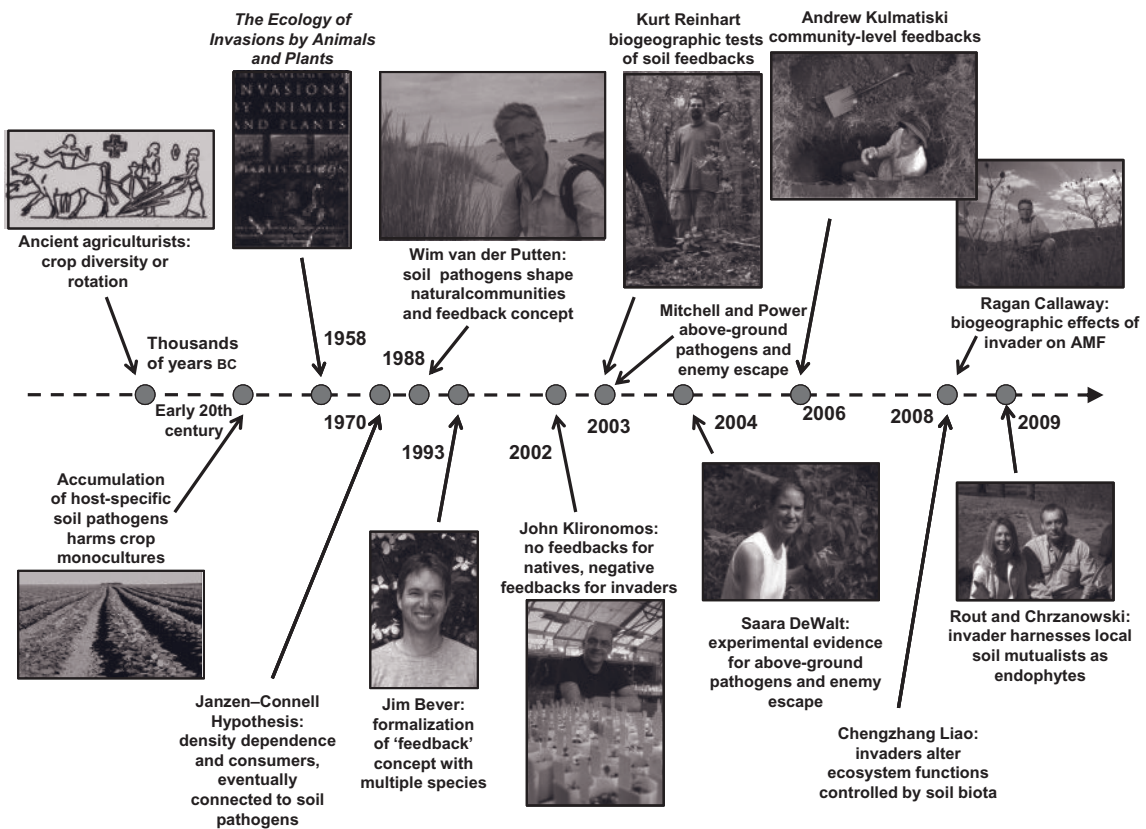 The Ecology of
Invasions by Animals
and Plants
Kurt Reinhart
biogeographic tests
of soil feedbacks
Andrew Kulmatiski
community-level feedbacks
INVASIONS
BY ANIMALS
AND PLANTS
Ancient agriculturists:
crop diversity or
rotation
Wim van der Putten:
soil pathogens shape
naturalcommunities
and feedback concept
Mitchell and Power
above-ground
pathogens and
enemy escape
Ragan Callaway:
biogeographic effects of
invader on AMF
Thousands
of years BC
1958
1988
Early 20th
century
1970
1993
2002
2003
2004
2006
2008
2009
Accumulation
of host-specific
soil pathogens
harms crop
monocultures
Janzen–Connell
Hypothesis:
density dependence
and consumers,
eventually
connected to soil
pathogens
Jim Bever:
formalization
of ‘feedback’
concept with
multiple species
John Klironomos:
no feedbacks for
natives, negative
feedbacks for invaders
Saara DeWalt:
experimental evidence
for above-ground
pathogens and enemy
escape
Chengzhang Liao:
invaders alter
ecosystem functions
controlled by soil biota
Rout and Chrzanowski:
invader harnesses local
soil mutualists as
endophytes